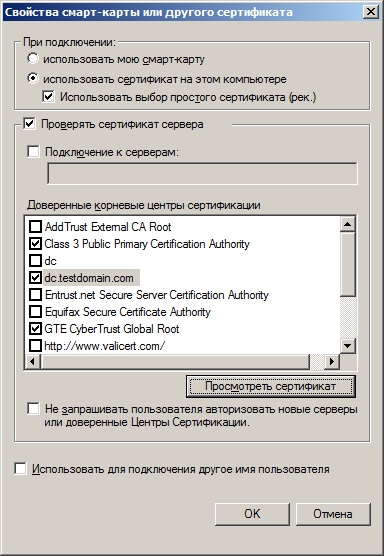 Свойства смарт-карты или другого сертификата
При подключении:
использовать мою смарт-карту
использовать сертификат на этом компьютере
Использовать выбор простого сертификата (рек.)
Проверять сертификат сервера
Подключение к серверам:
Доверенные корневые центры сертификации
AddTrust External CA Root
Class 3 Public Primary Certification Authority
dc
dc.testdomain.com
Entrust.net Secure Server Certification Authority
Equifax Secure Certificate Authority
GTE CyberTrust Global Root
http://www.valicert.com/
Просмотреть сертификат
Не запрашивать пользователя авторизовать новые серверы
или доверенные Центры Сертификации.
Использовать для подключения другое имя пользователя
OK
Отмена